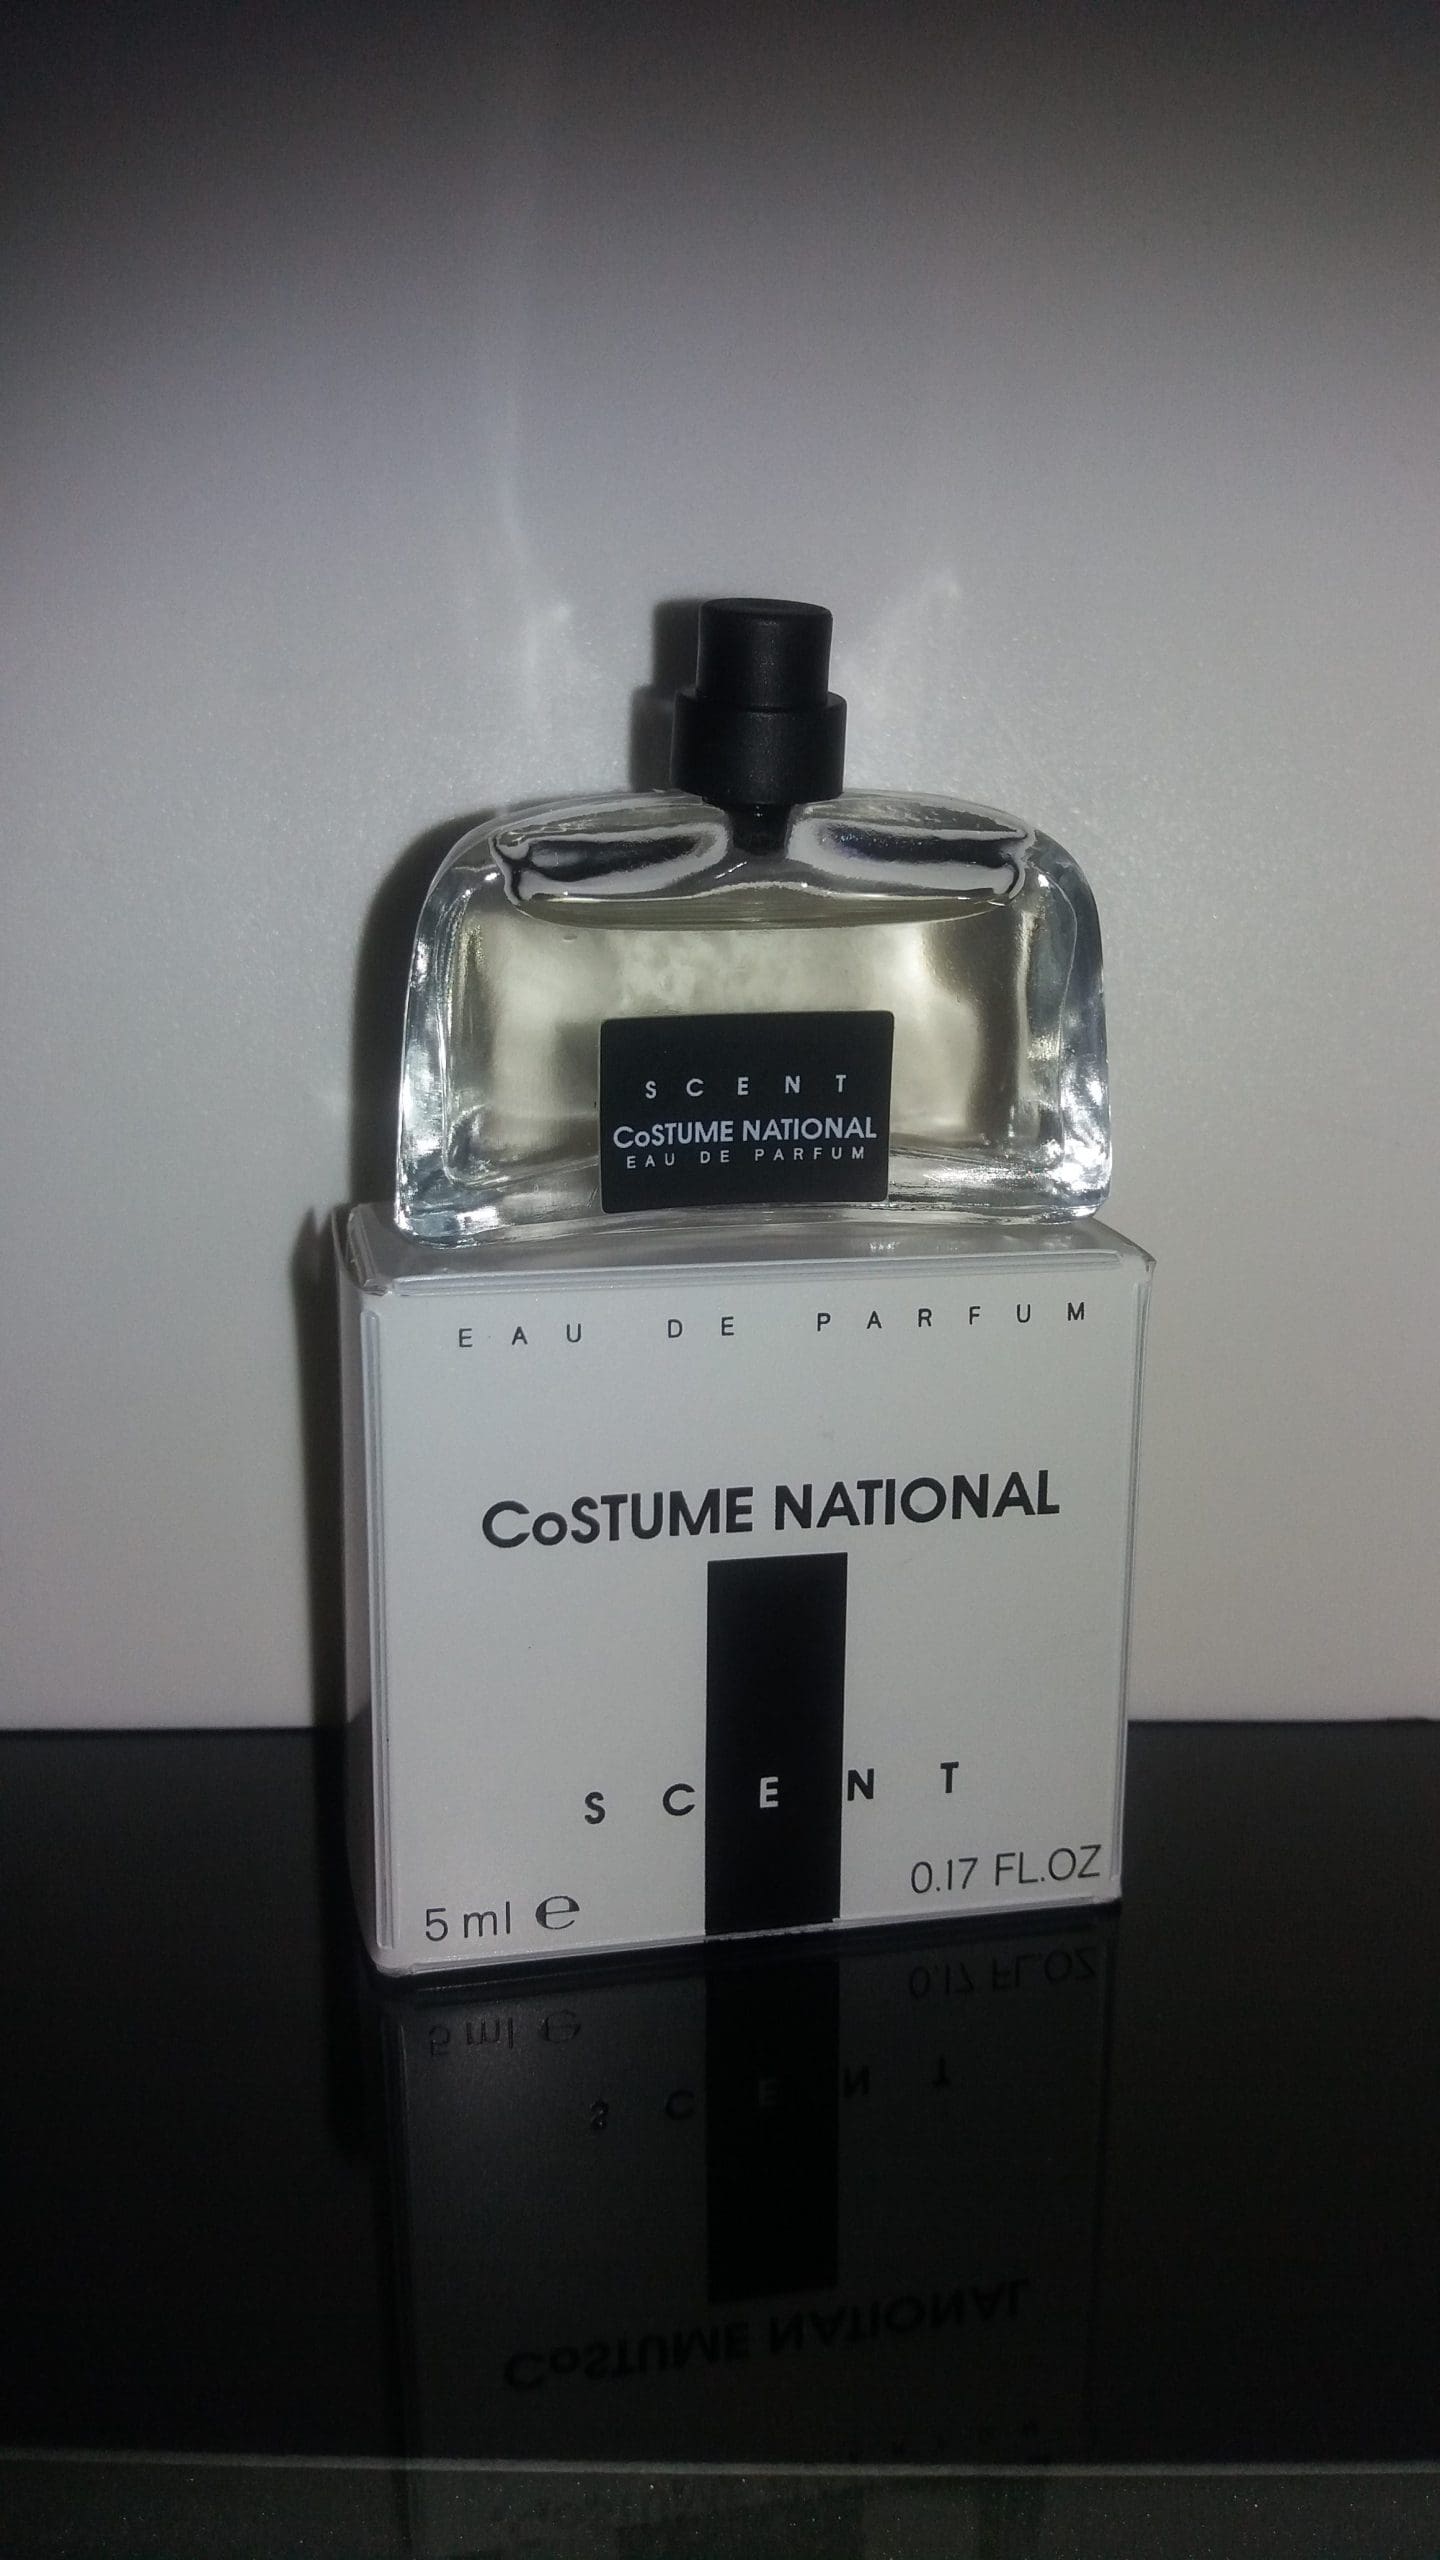 SCENT
CoSTUME NATIONAL
EAU DE PARFUM
EAU DE PARFUM
CoSTUME NATIONAL
SCENT
5 ml ℮
0.17 FL.OZ